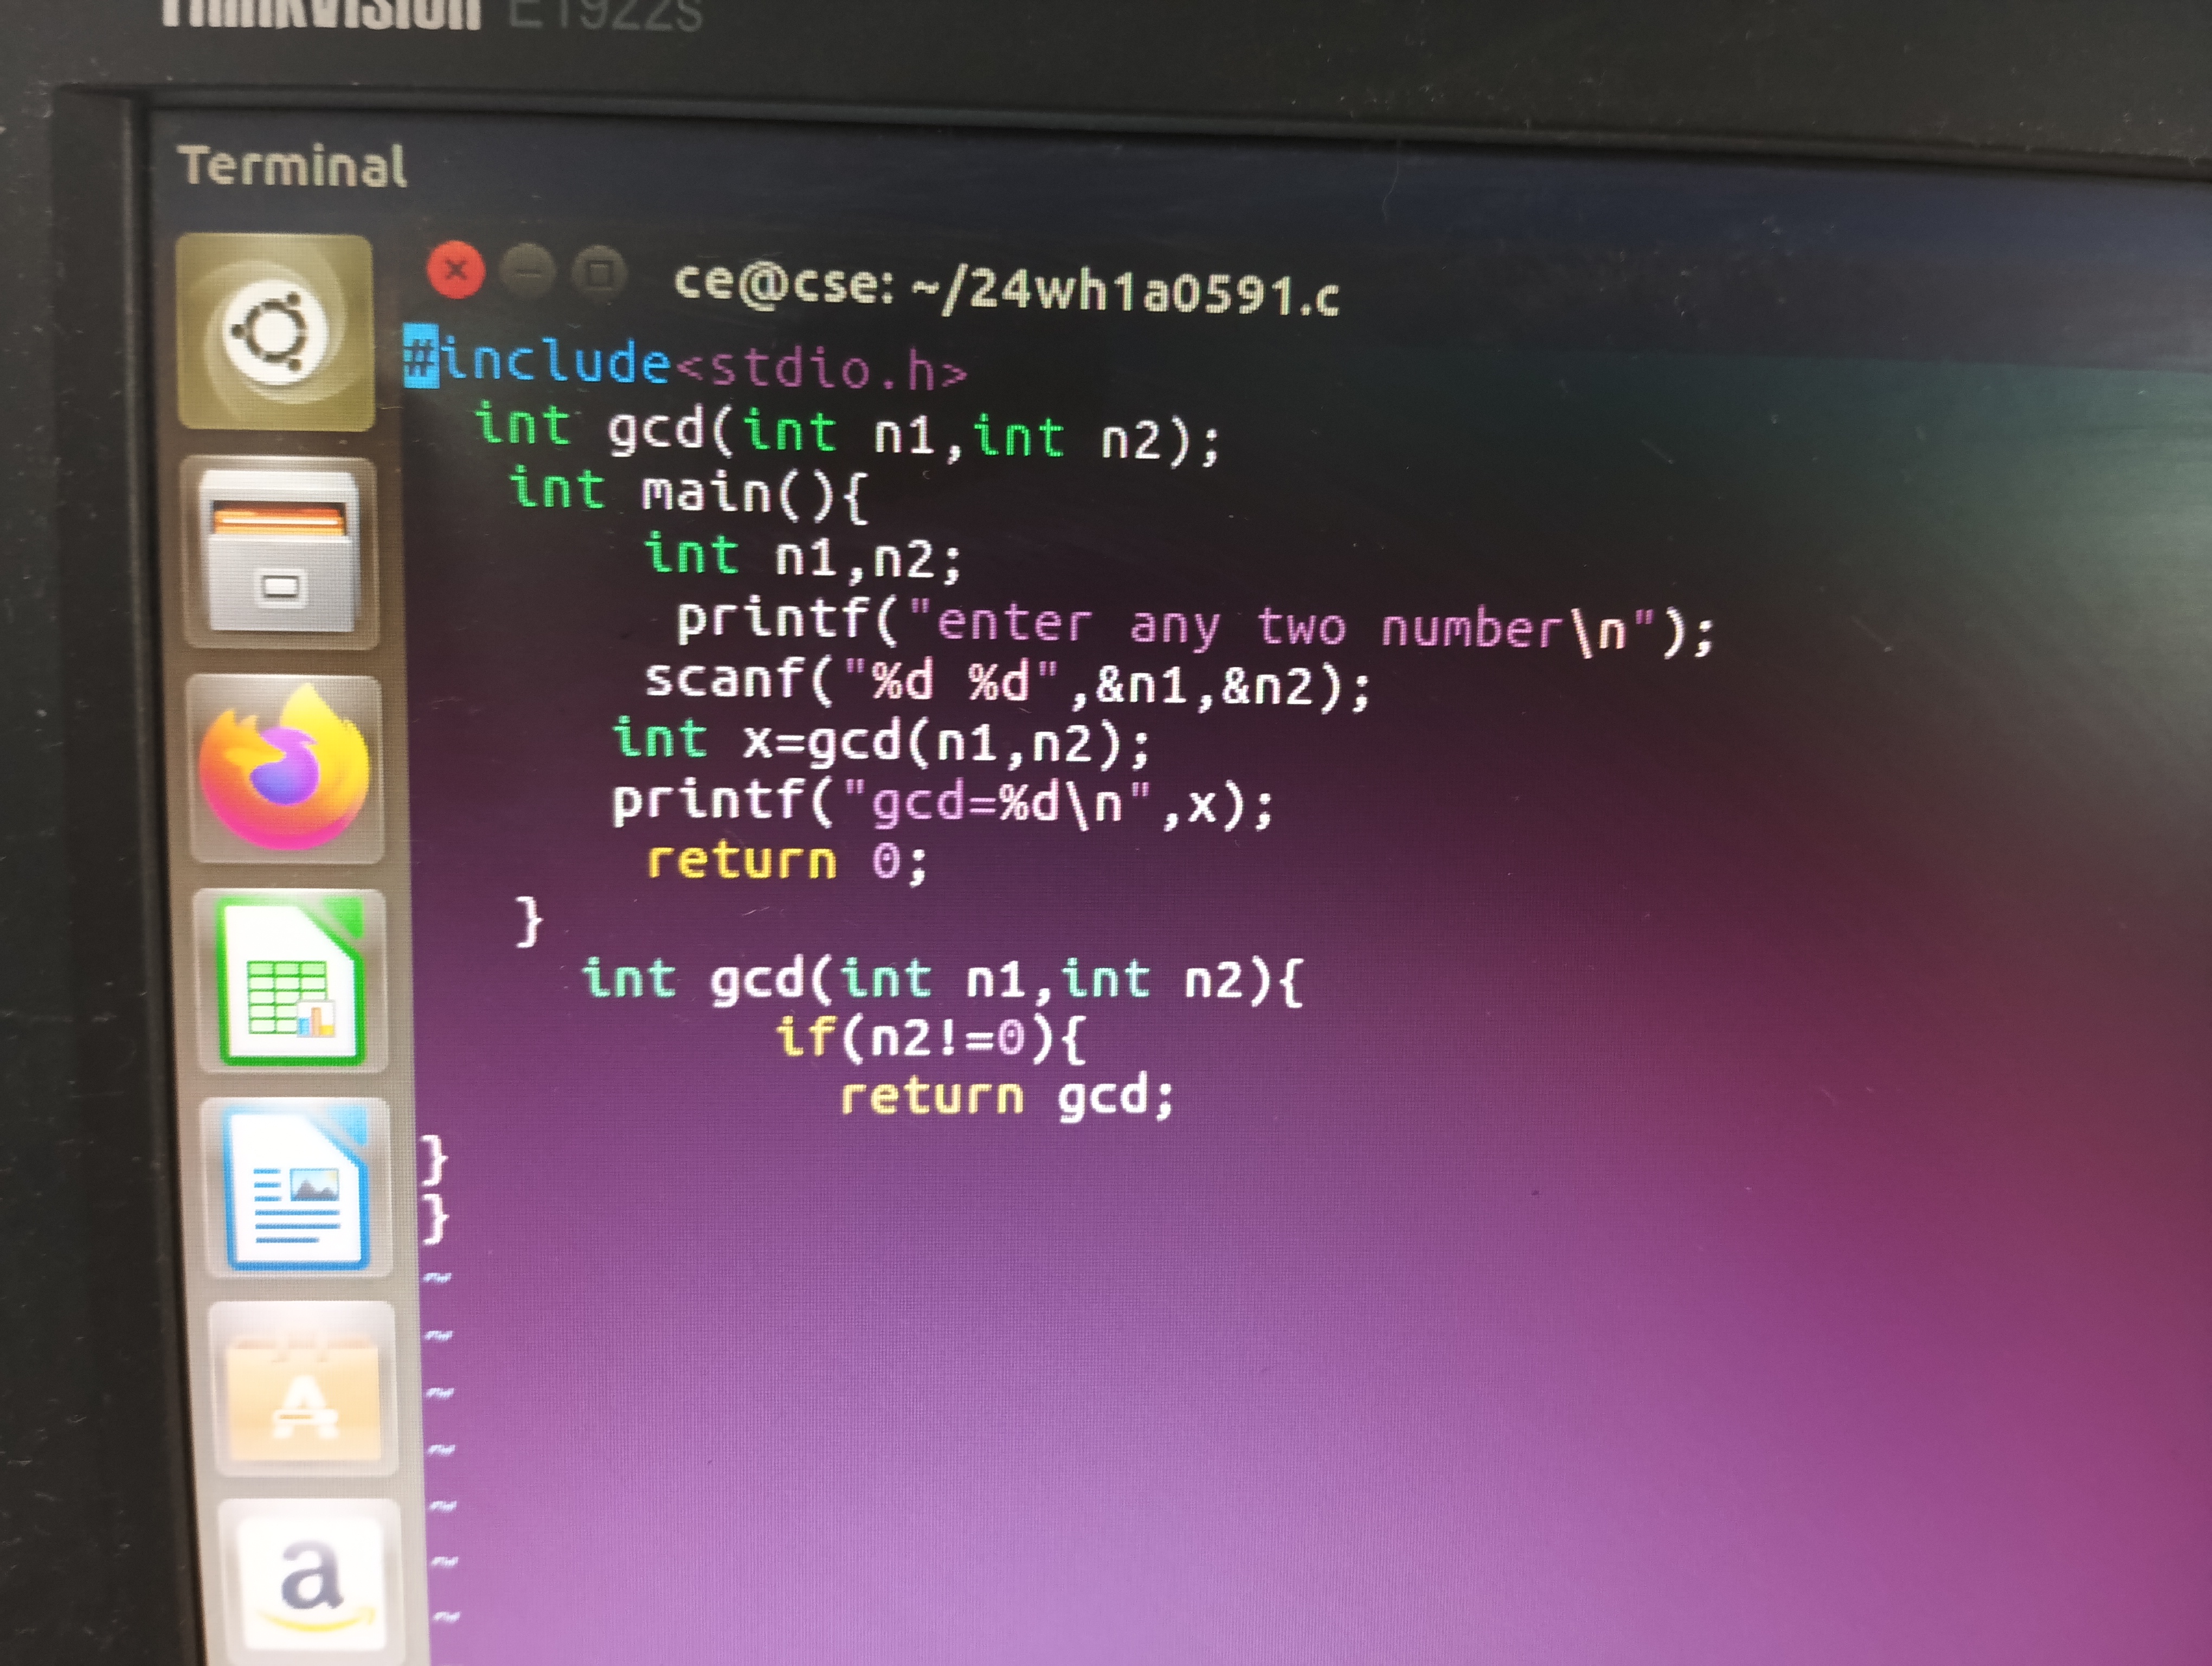 ThinkVision E1922s
Terminal
ce@cse: ~/24wh1a0591.c
#include<stdio.h>
int gcd(int n1,int n2);
int main(){
int n1,n2;
printf("enter any two number\n");
scanf("%d %d",&n1,&n2);
int x=gcd(n1,n2);
printf("gcd=%d\n",x);
return 0;
}
int gcd(int n1,int n2){
if(n2!=0){
return gcd;
}
}
~
~
~
~
~
~
~
A
a